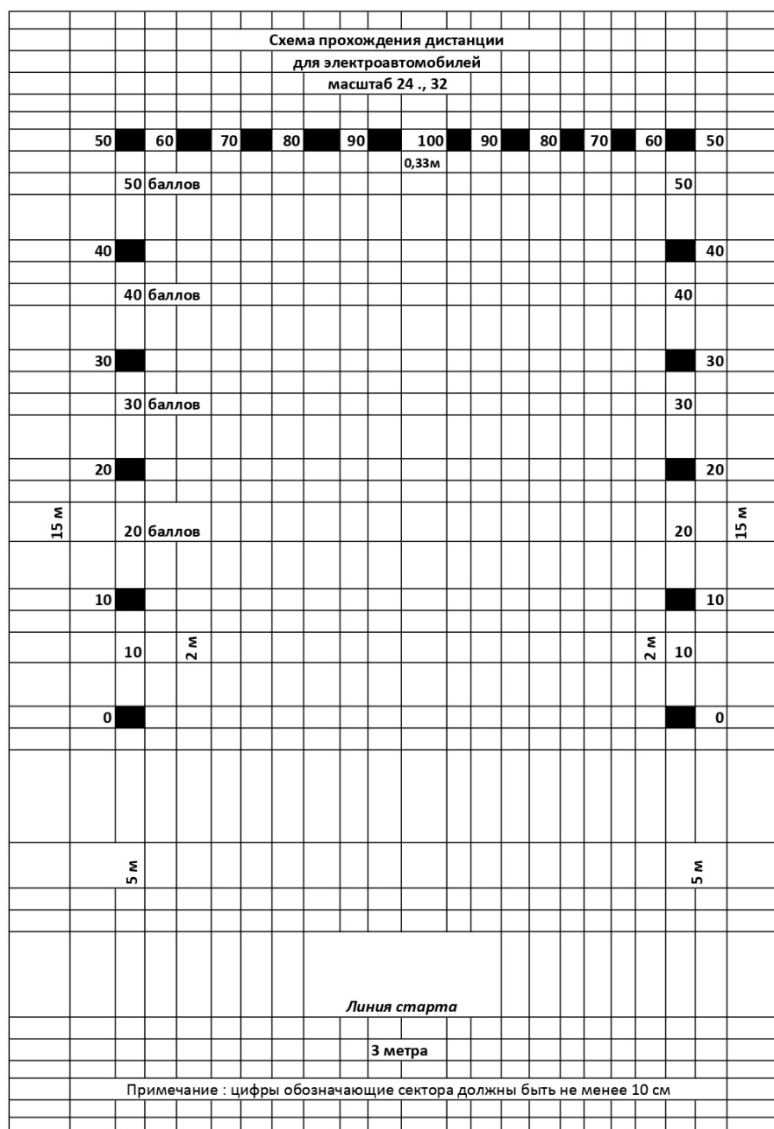 Схема прохождения дистанции
для электроавтомобилей
масштаб 24 ., 32
50 60 70 80 90 100 90 80 70 60 50
0,33м
50 баллов 50
40 40
40 баллов 40
30 30
30 баллов 30
20 20
15 м 20 баллов 20 15 м
10 10
10 2 м 2 м 10
0 0
5 м 5 м
Линия старта
3 метра
Примечание : цифры обозначающие сектора должны быть не менее 10 см